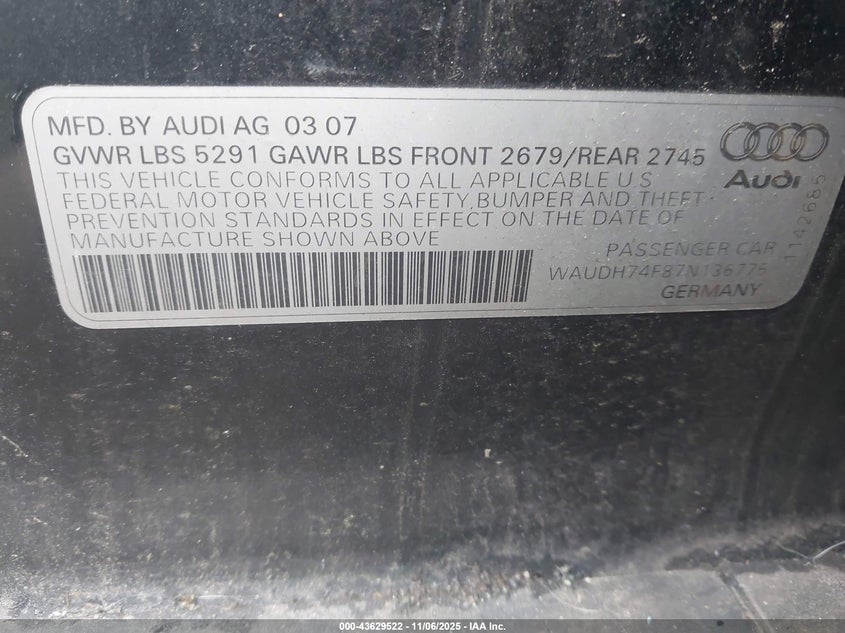 MFD. BY AUDI AG 03 07
GVWR LBS 5291 GAWR LBS FRONT 2679/REAR 2745
THIS VEHICLE CONFORMS TO ALL APPLICABLE U S
FEDERAL MOTOR VEHICLE SAFETY, BUMPER AND THEFT
PREVENTION STANDARDS IN EFFECT ON THE DATE OF
MANUFACTURE SHOWN ABOVE
Audi
1142685
PASSENGER CAR
WAUDH74F87N136776
GERMANY
000-43629522 - 11/06/2025 - IAA Inc.